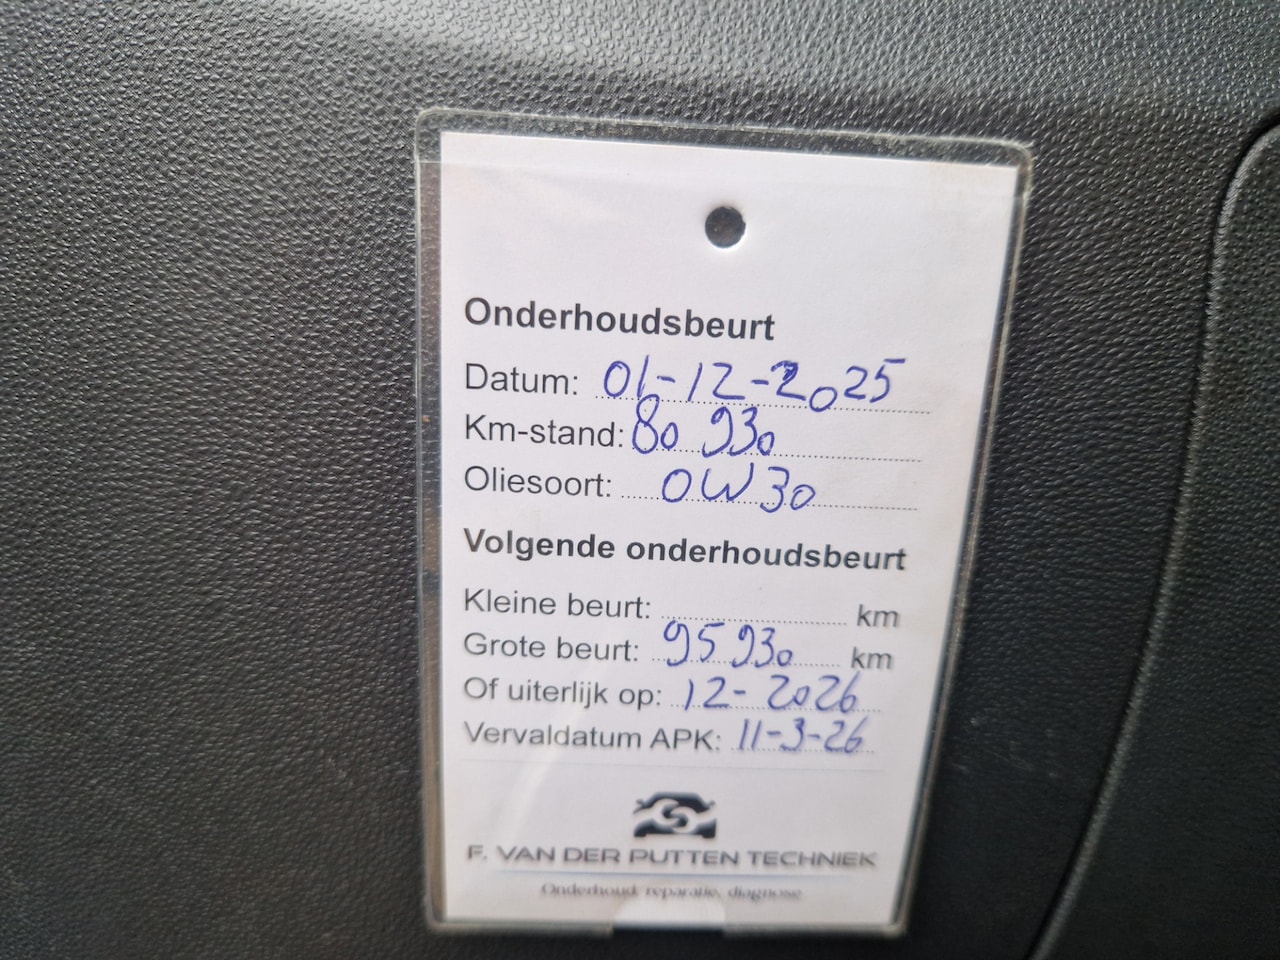 Onderhoudsbeurt
Datum: 01-12-2025
Km-stand: 80 930
Oliesoort: 0W30
Volgende onderhoudsbeurt
Kleine beurt: km
Grote beurt: 95 930 km
Of uiterlijk op: 12-2026
Vervaldatum APK: 11-3-26
F. VAN DER PUTTEN TECHNIEK
Onderhoud, reparatie, diagnose